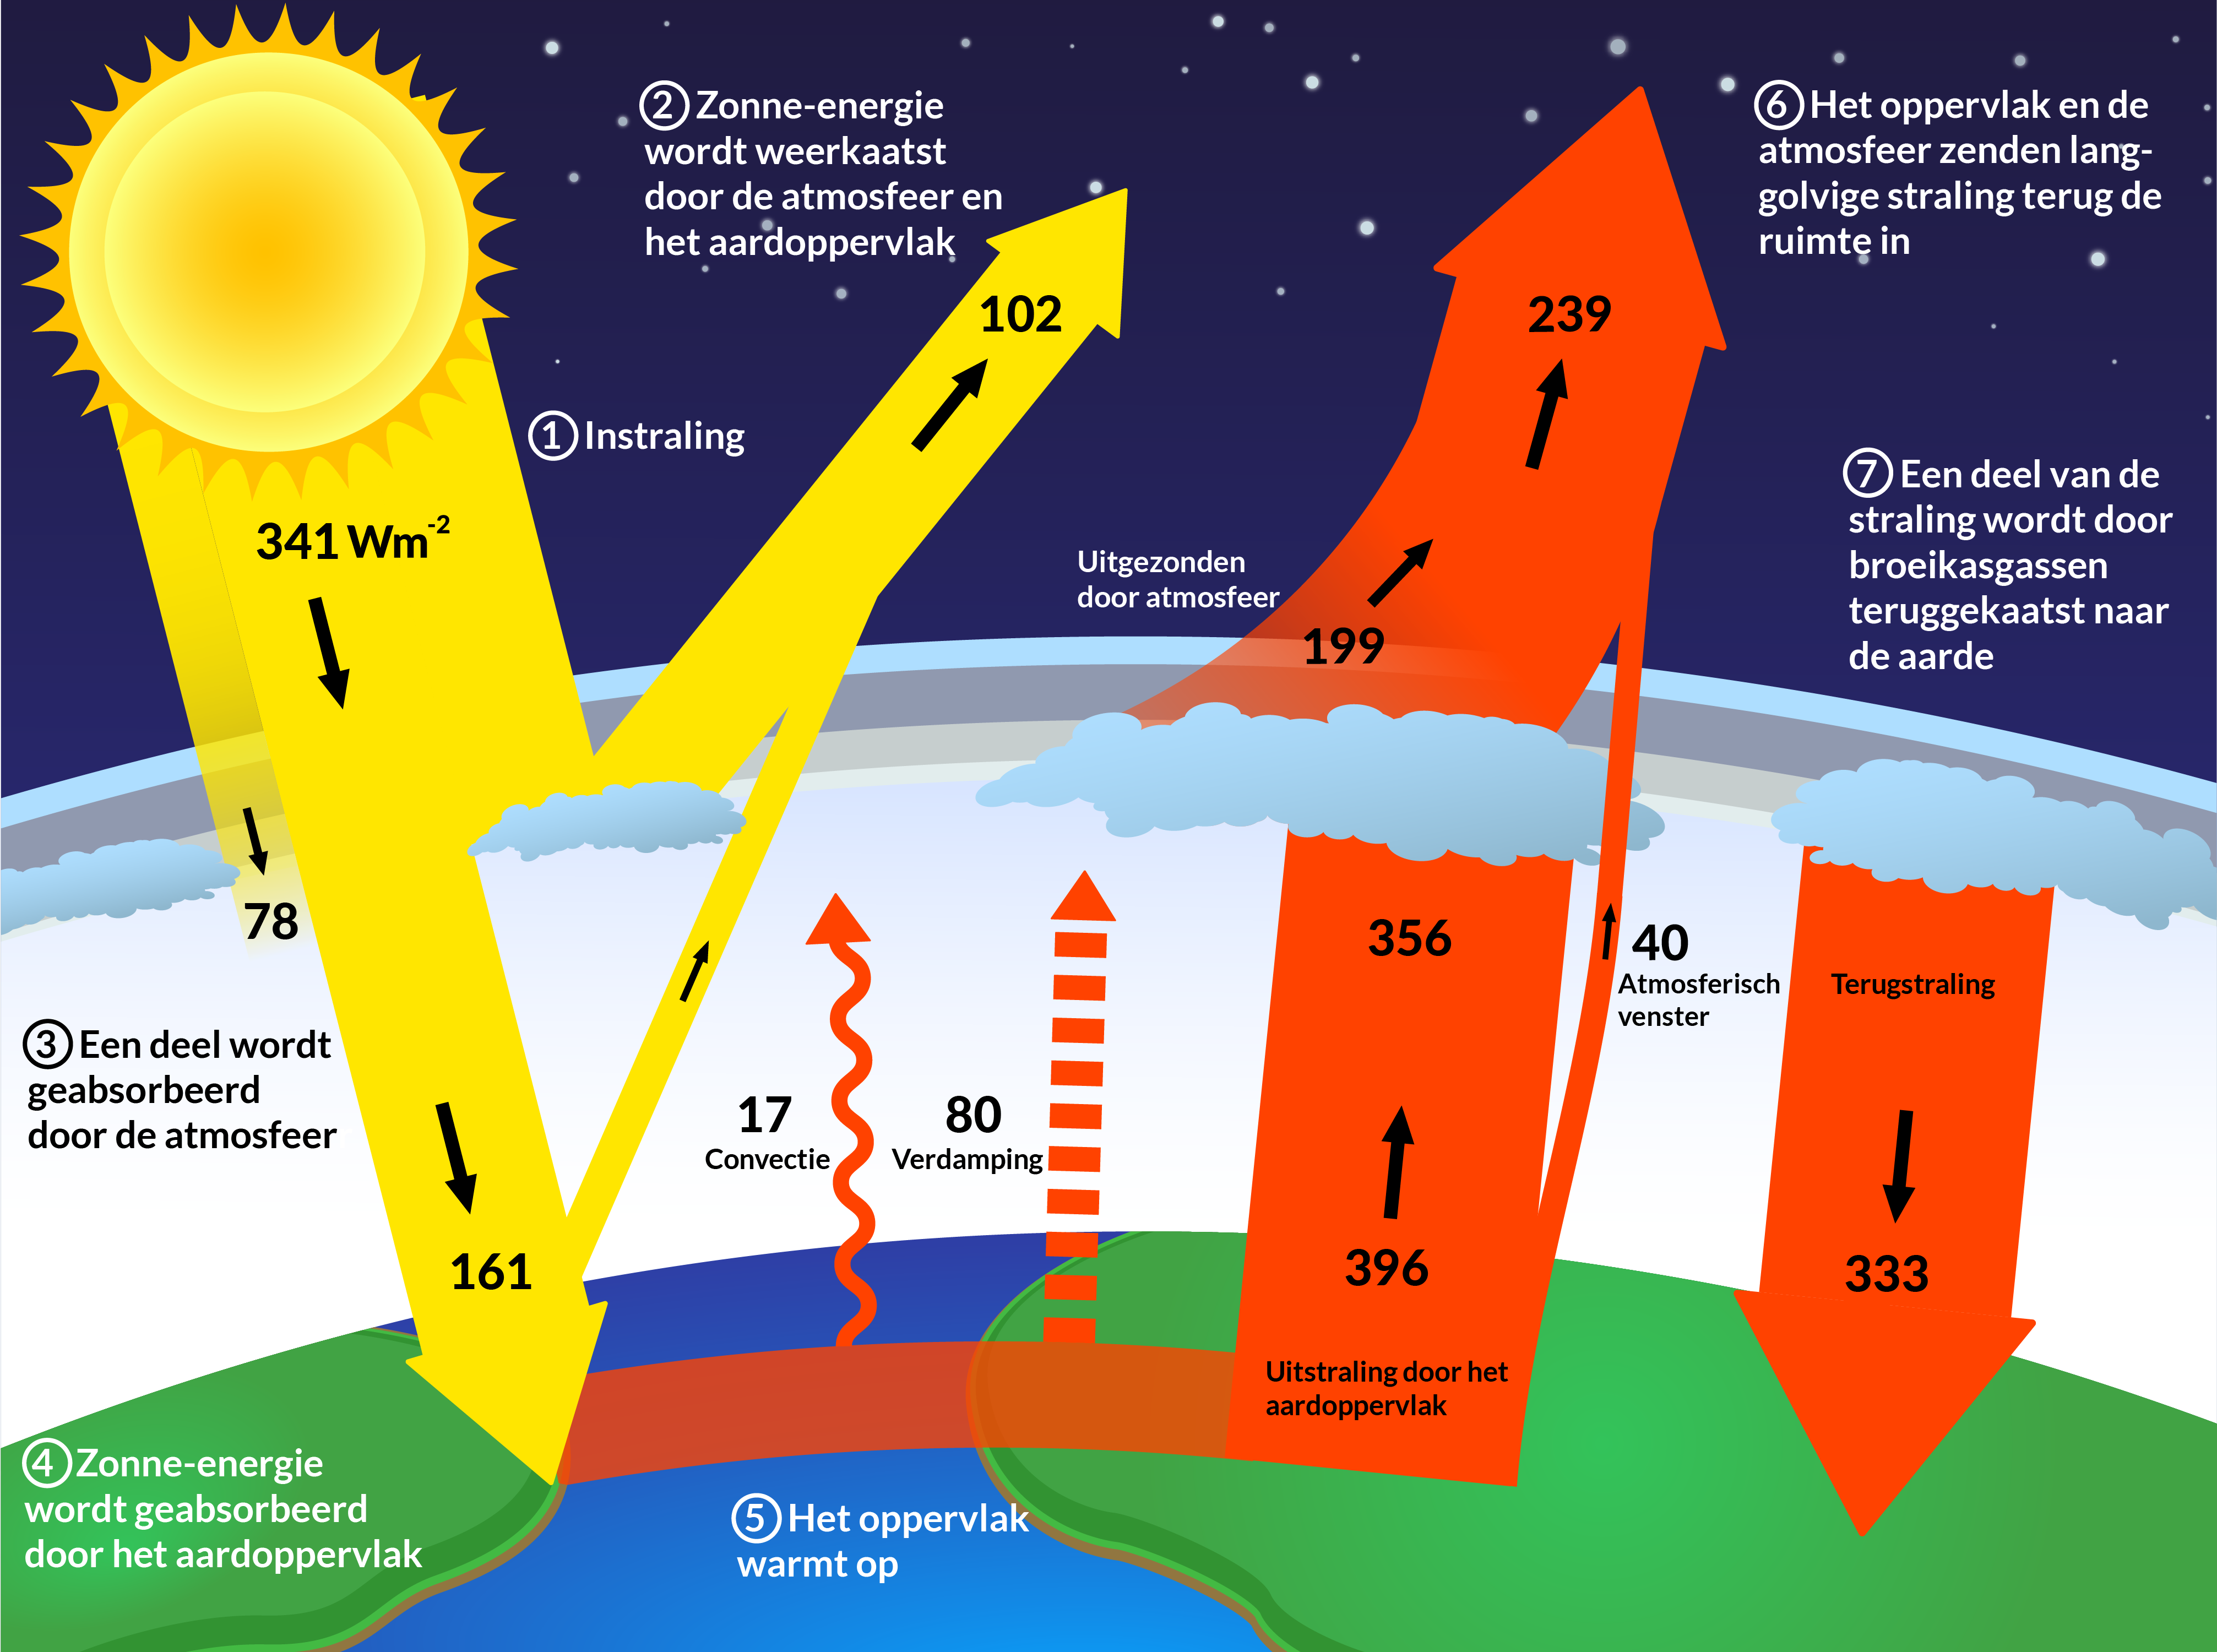 ② Zonne-energie
wordt weerkaatst
door de atmosfeer en
het aardoppervlak
102
① Instraling
341 Wm⁻²
239
⑥ Het oppervlak en de
atmosfeer zenden lang-
golvige straling terug de
ruimte in
⑦ Een deel van de
straling wordt door
broeikasgassen
teruggekaatst naar
de aarde
Uitgezonden
door atmosfeer
199
78
③ Een deel wordt
geabsorbeerd
door de atmosfeer
161
17
Convectie
80
Verdamping
356
396
Uitstraling door het
aardoppervlak
40
Atmosferisch
venster
Terugstraling
333
④ Zonne-energie
wordt geabsorbeerd
door het aardoppervlak
⑤ Het oppervlak
warmt op